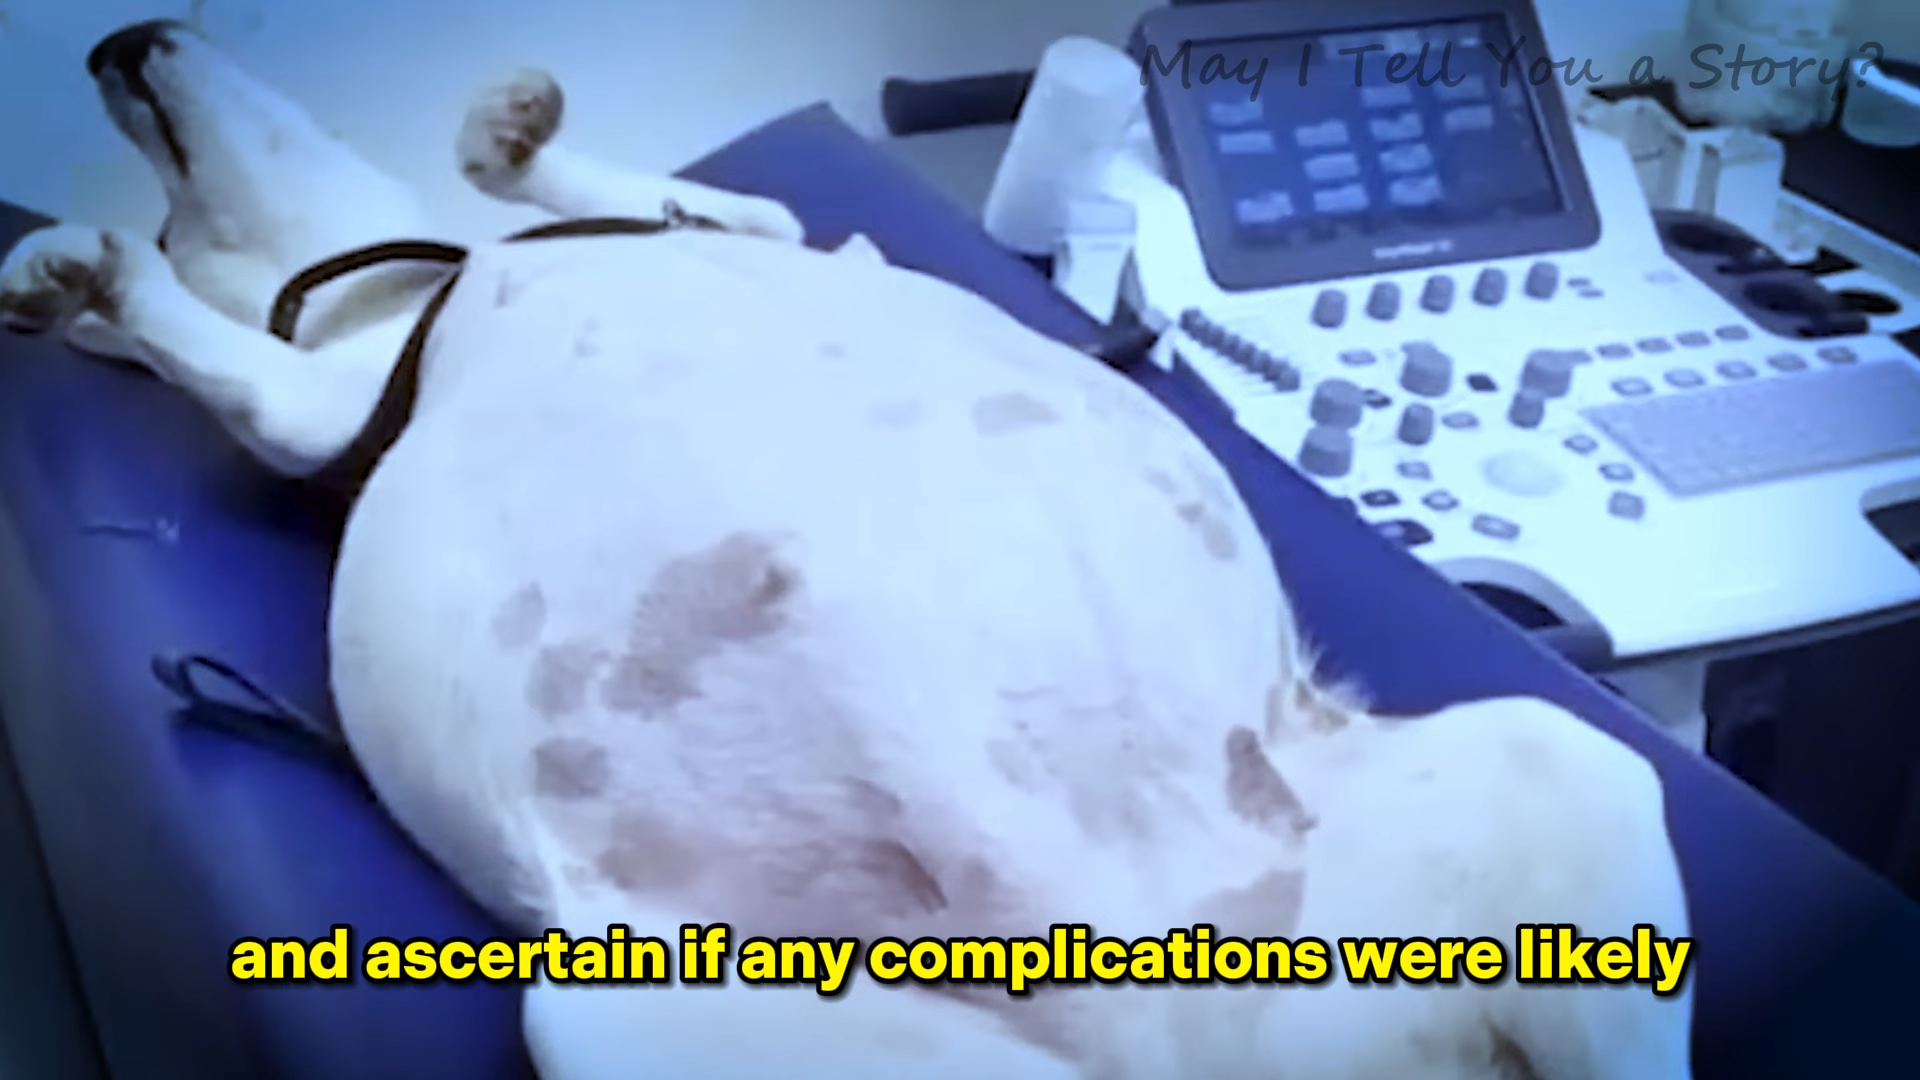 May I Tell You a Story?
and ascertain if any complications were likely